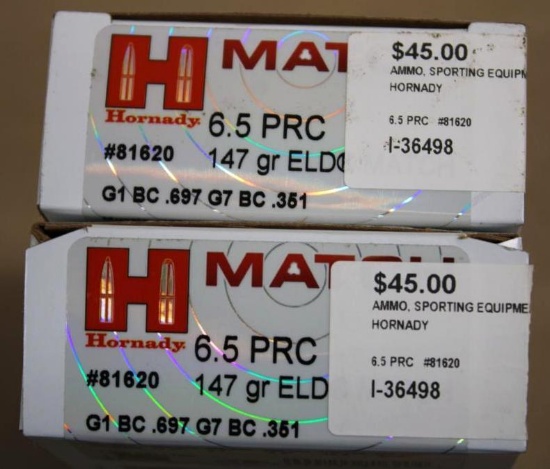 MAT
Hornady
6.5 PRC
#81620
147 gr ELD
G1 BC .697 G7 BC .351
$45.00
AMMO, SPORTING EQUIPM
HORNADY
6.5 PRC #81620
I-36498
MATCH
Hornady
6.5 PRC
#81620
147 gr ELD
G1 BC .697 G7 BC .351
$45.00
AMMO, SPORTING EQUIPME
HORNADY
6.5 PRC #81620
I-36498